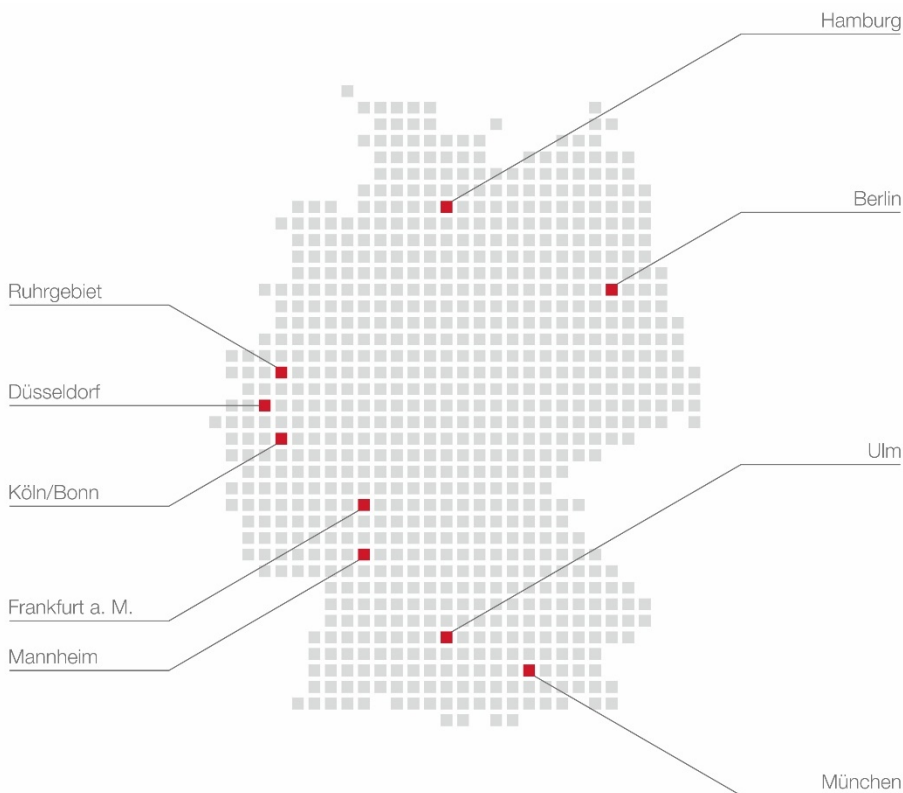 Hamburg
Berlin
Ruhrgebiet
Düsseldorf
Ulm
Köln/Bonn
Frankfurt a. M.
Mannheim
München